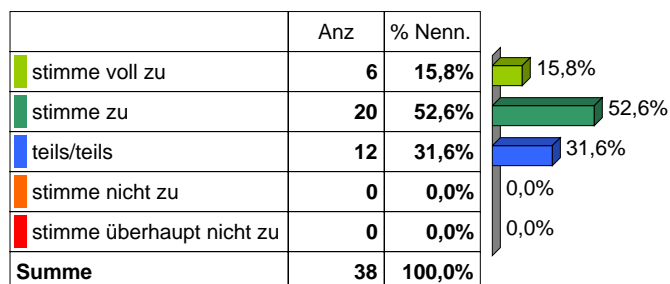 Anz % Nenn.
stimme voll zu 6 15,8% 15,8%
stimme zu 20 52,6% 52,6%
teils/teils 12 31,6% 31,6%
stimme nicht zu 0 0,0% 0,0%
stimme überhaupt nicht zu 0 0,0% 0,0%
Summe 38 100,0%